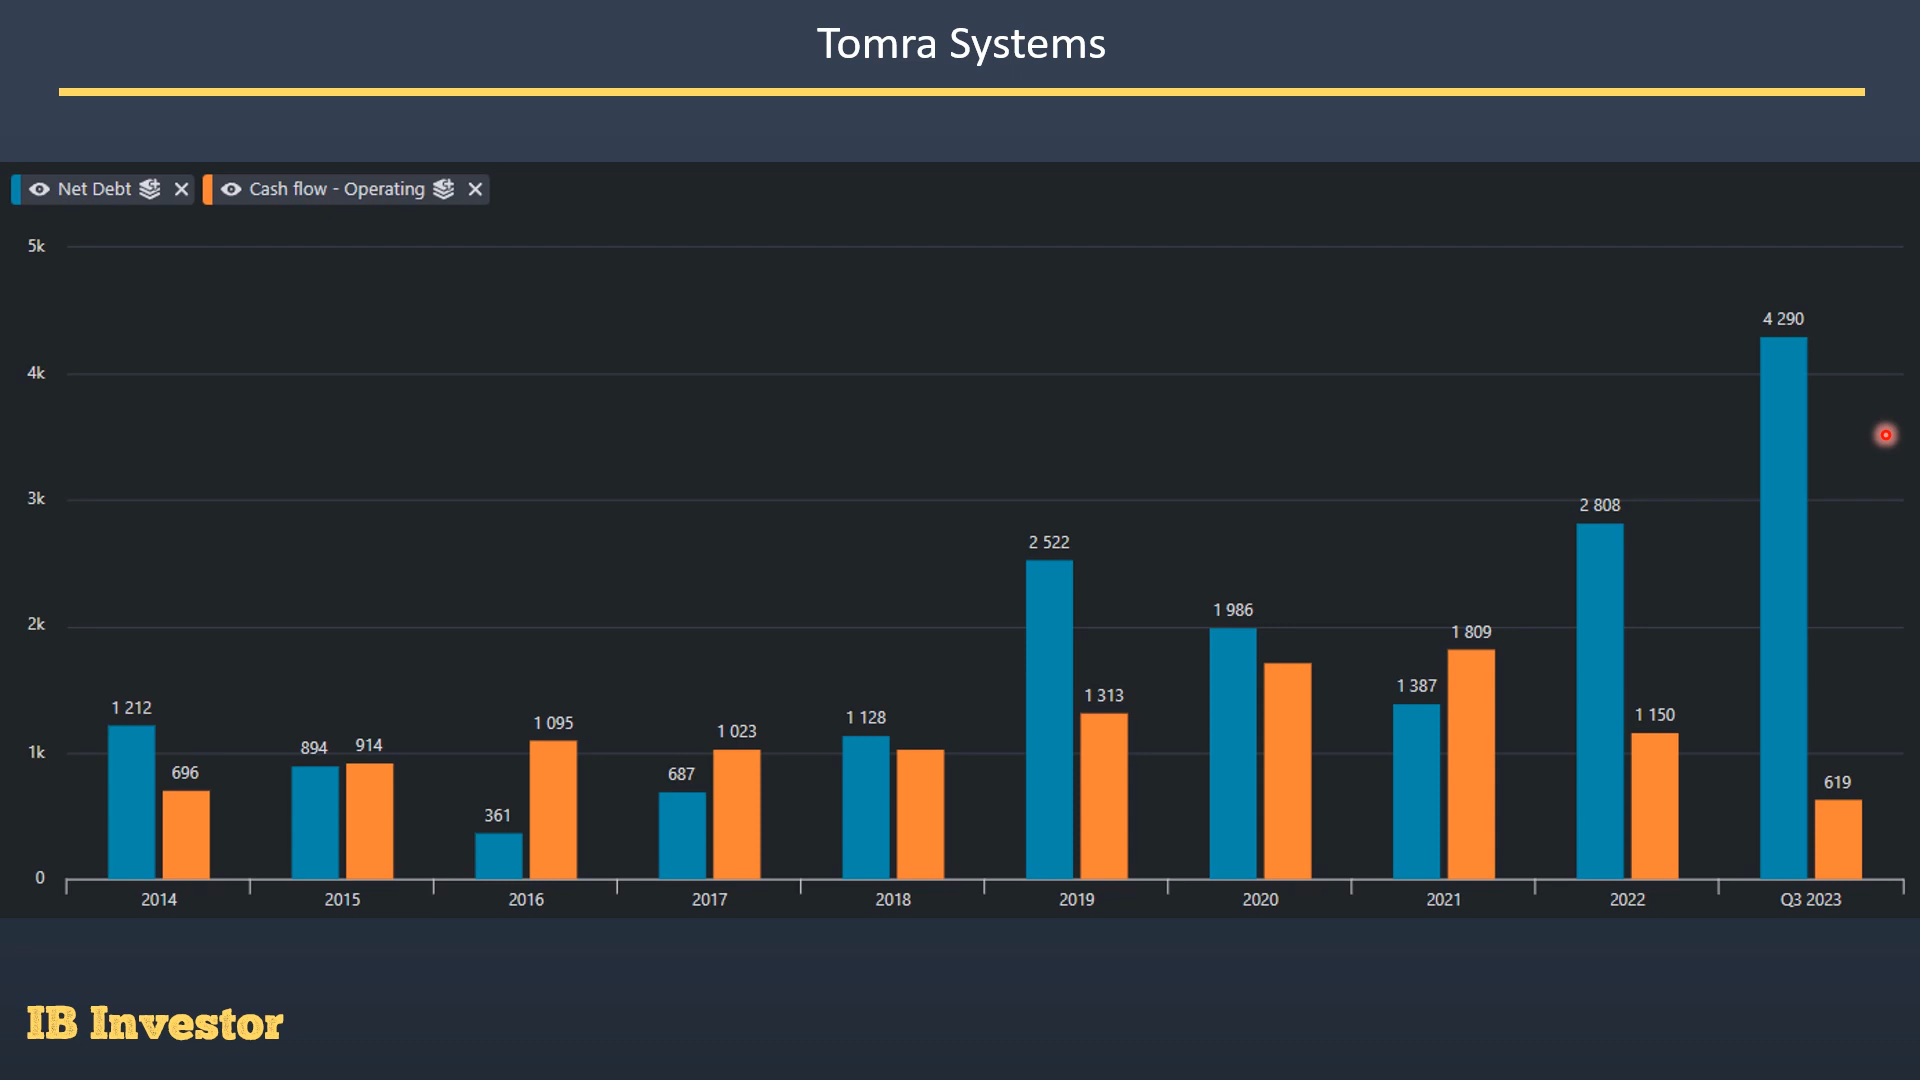 Tomra Systems
Net Debt Cash flow - Operating
5k
4 290
4k
3k
2 808
2 522
2k
1 986
1 809
1 387
1 313
1 212
1 150
1 128
1 095
1 023
1k
894 914
696
687
619
361
0
2014 2015 2016 2017 2018 2019 2020 2021 2022 Q3 2023
IB Investor